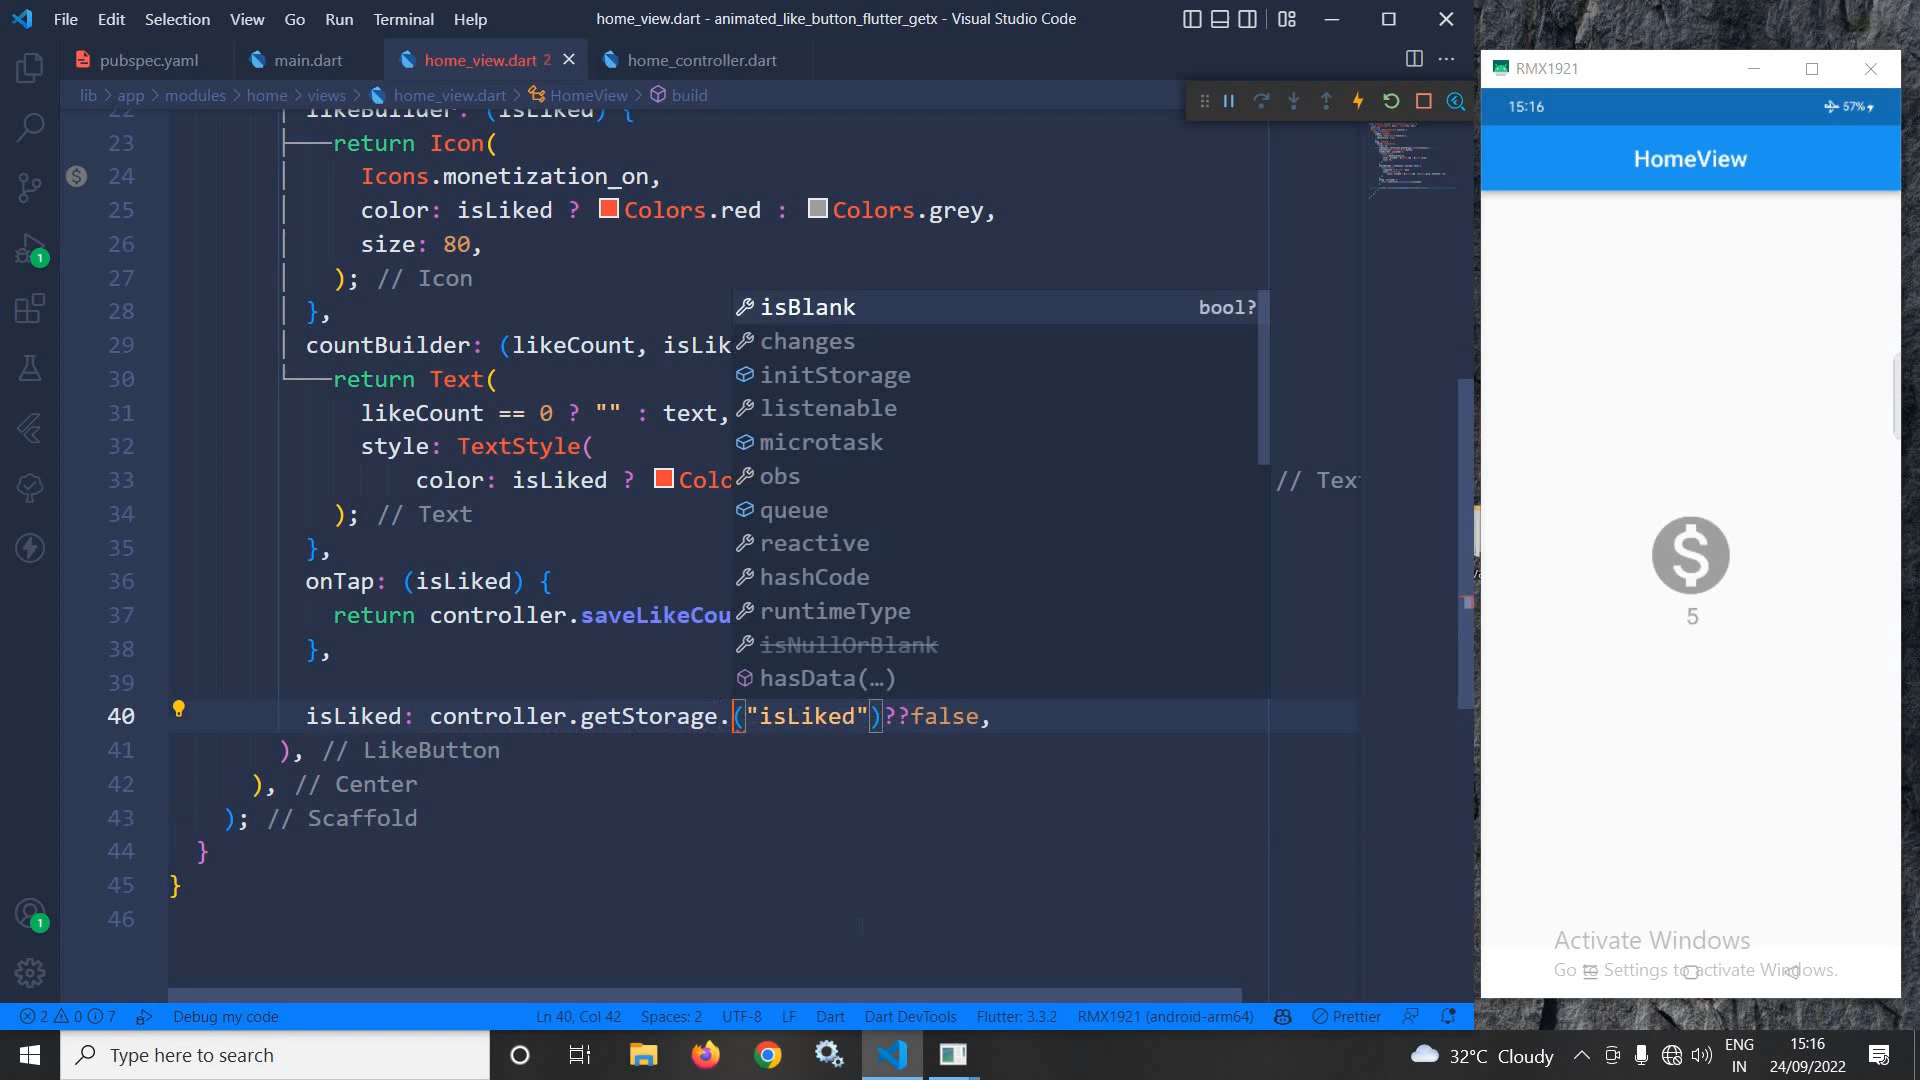 File Edit Selection View Go Run Terminal Help
home_view.dart - animated_like_button_flutter_getx - Visual Studio Code
pubspec.yaml
main.dart
home_view.dart 2
home_controller.dart
lib > app > modules > home > views > home_view.dart > HomeView > build
22 likeBuilder: (isLiked) {
23 return Icon(
24 Icons.monetization_on,
25 color: isLiked ? Colors.red : Colors.grey,
26 size: 80,
27 ); // Icon
28 },
29 countBuilder: (likeCount, isLik
30 return Text(
31 likeCount == 0 ? "" : text,
32 style: TextStyle(
33 color: isLiked ? Colo // Tex
34 ); // Text
35 },
36 onTap: (isLiked) {
37 return controller.saveLikeCou
38 },
39
40 isLiked: controller.getStorage.("isLiked")??false,
41 ), // LikeButton
42 ), // Center
43 ); // Scaffold
44 }
45 }
46
isBlank bool?
changes
initStorage
listenable
microtask
obs
queue
reactive
hashCode
runtimeType
isNullOrBlank
hasData(…)
1
1
2 0 7 Debug my code
Ln 40, Col 42 Spaces: 2 UTF-8 LF Dart Dart DevTools Flutter: 3.3.2 RMX1921 (android-arm64) Prettier
RMX1921
15:16
57%
HomeView
$
5
Activate Windows
Go to Settings to activate Windows.
Type here to search
32°C Cloudy
ENG
IN
15:16
24/09/2022